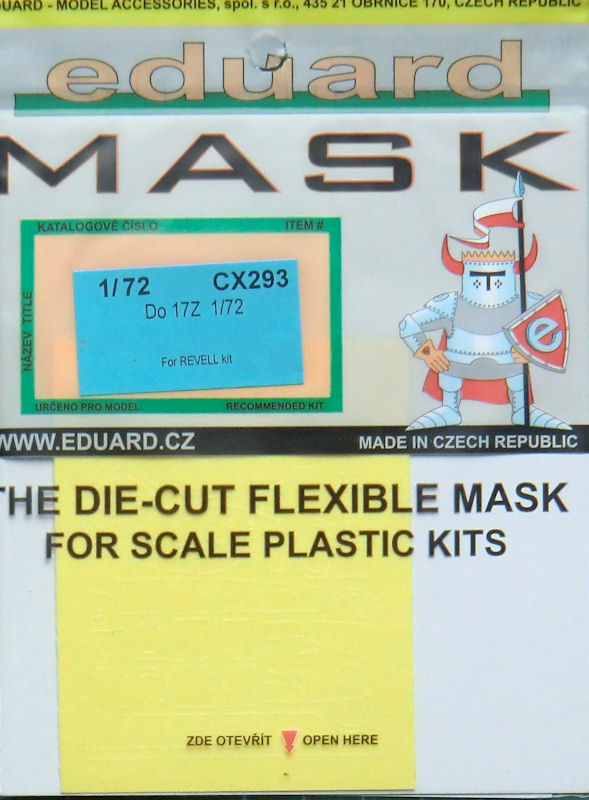 DUARD - MODEL ACCESSORIES, spol. s r.o., 435 21 OBRNICE 170, CZECH REPUBLIC
eduard
MASK
KATALOGOVÉ ČÍSLO ITEM #
NÁZEV TITLE
1/72 CX293
Do 17Z 1/72
For REVELL kit
URČENO PRO MODEL RECOMMENDED KIT
e
WWW.EDUARD.CZ MADE IN CZECH REPUBLIC
THE DIE-CUT FLEXIBLE MASK
FOR SCALE PLASTIC KITS
ZDE OTEVŘÍT OPEN HERE